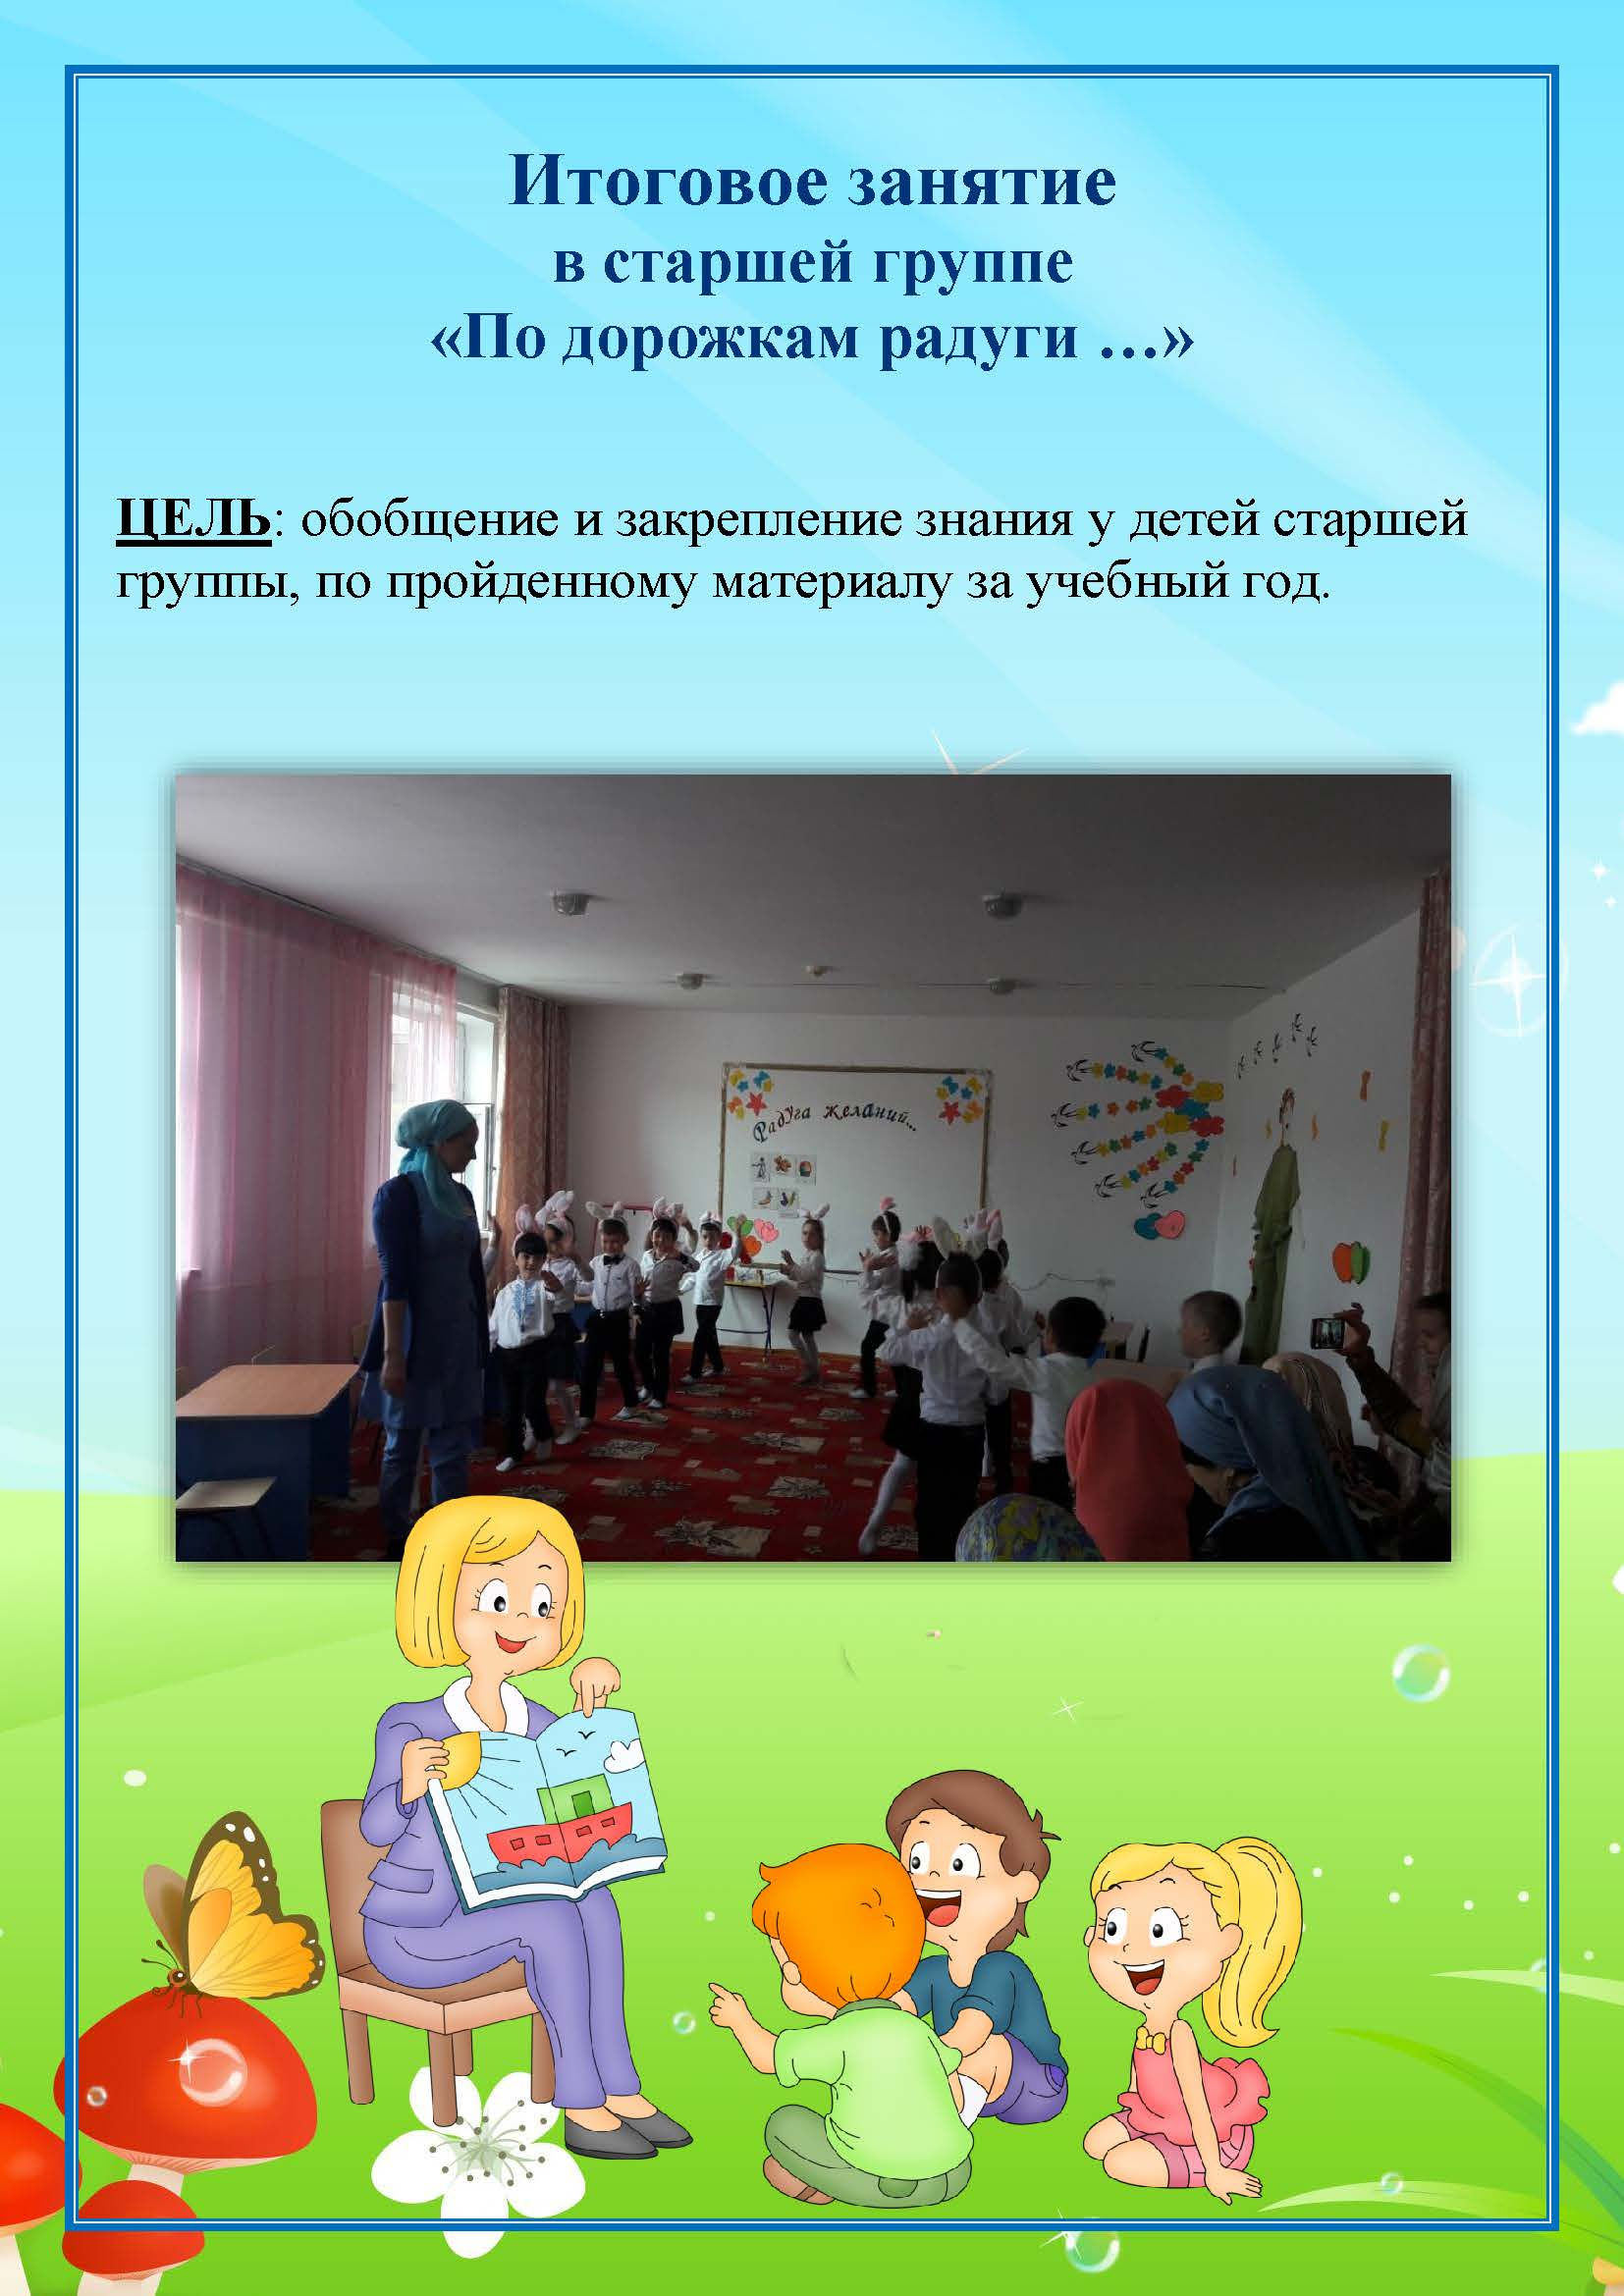 Итоговое занятие
в старшей группе
«По дорожкам радуги …»
ЦЕЛЬ: обобщение и закрепление знания у детей старшей
группы, по пройденному материалу за учебный год.
Радуга желаний...